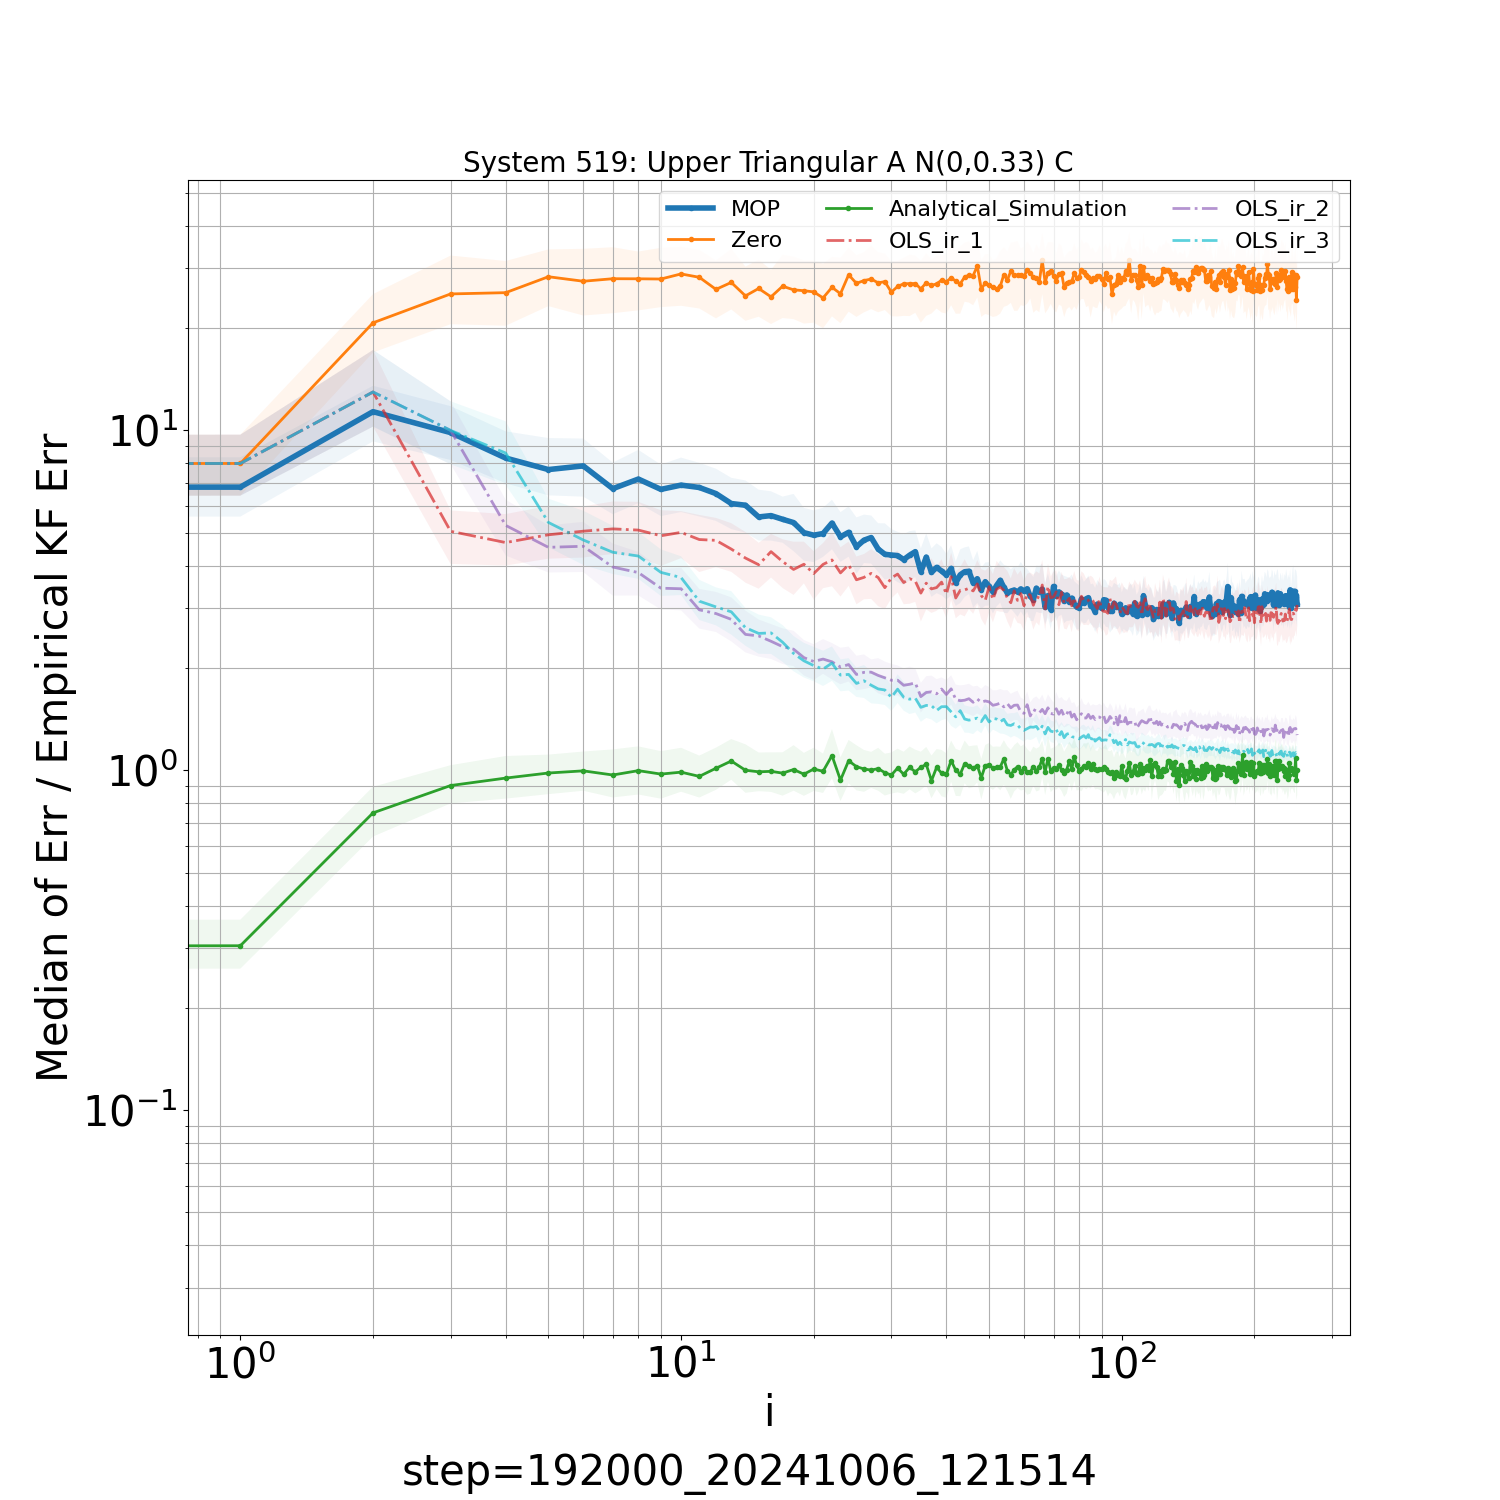 System 519: Upper Triangular A N(0,0.33) C
MOP
Zero
Analytical_Simulation
OLS_ir_1
OLS_ir_2
OLS_ir_3
Median of Err / Empirical KF Err
10¹
10⁰
10⁻¹
10⁰ 10¹ 10²
i
step=192000_20241006_121514